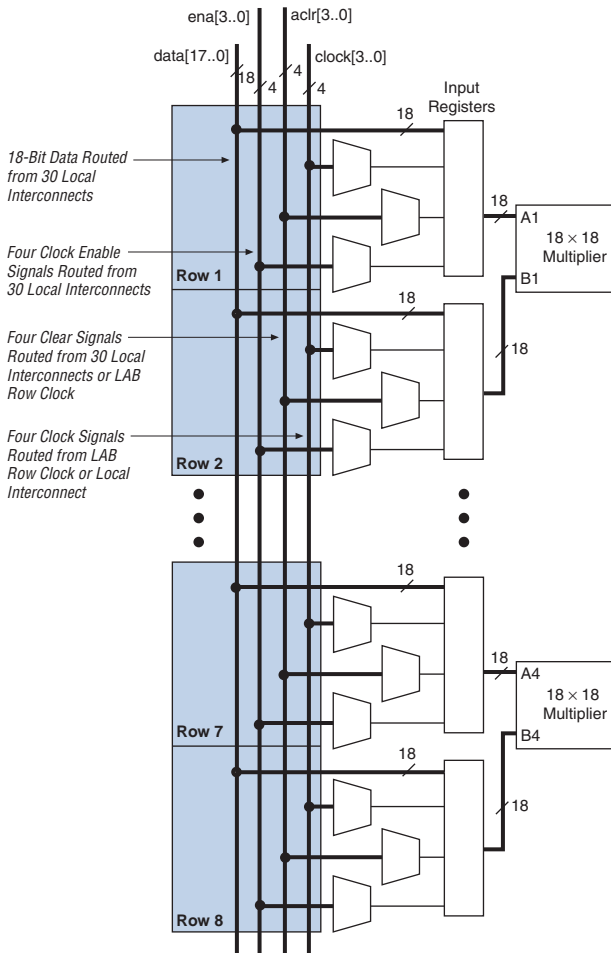 ena[3..0]
aclr[3..0]
data[17..0]
clock[3..0]
18
4
4
4
Input
Registers
18
18-Bit Data Routed
from 30 Local
Interconnects
18
A1
18 × 18
Multiplier
B1
Four Clock Enable
Signals Routed from
30 Local Interconnects
Row 1
18
18
Four Clear Signals
Routed from 30 Local
Interconnects or LAB
Row Clock
Four Clock Signals
Routed from LAB
Row Clock or Local
Interconnect
Row 2
18
18
A4
18 × 18
Multiplier
B4
Row 7
18
18
Row 8